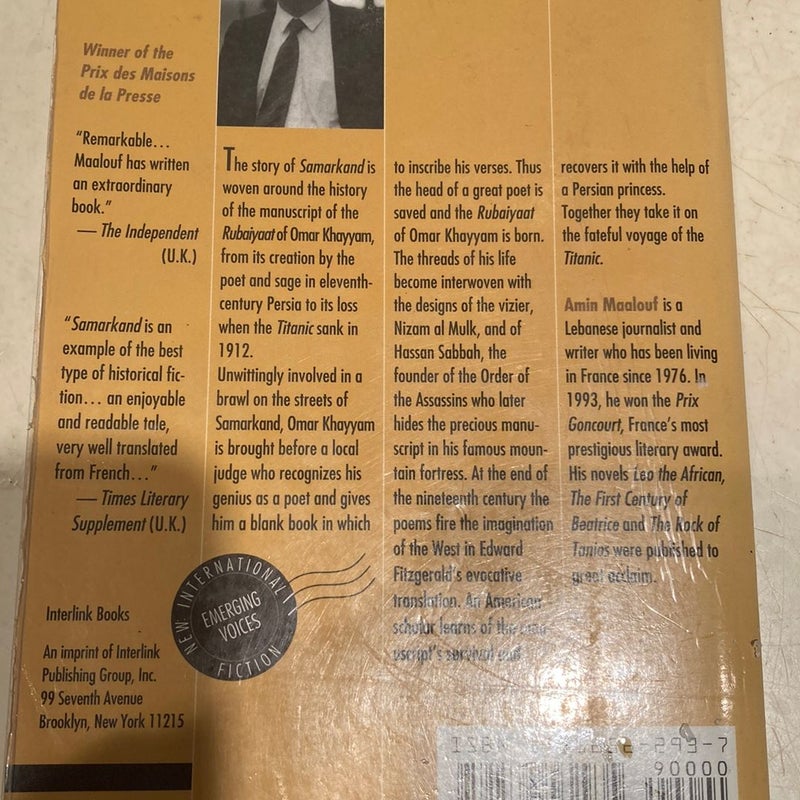 Winner of the
Prix des Maisons
de la Presse
“Remarkable…
Maalouf has written
an extraordinary
book.”
— The Independent
(U.K.)
“Samarkand is an
example of the best
type of historical fic-
tion… an enjoyable
and readable tale,
very well translated
from French…”
— Times Literary
Supplement (U.K.)
Interlink Books
An imprint of Interlink
Publishing Group, Inc.
99 Seventh Avenue
Brooklyn, New York 11215
The story of Samarkand is
woven around the history
of the manuscript of the
Rubaiyaat of Omar Khayyam,
from its creation by the
poet and sage in eleventh-
century Persia to its loss
when the Titanic sank in
1912.
Unwittingly involved in a
brawl on the streets of
Samarkand, Omar Khayyam
is brought before a local
judge who recognizes his
genius as a poet and gives
him a blank book in which
NEW INTERNATIONAL
EMERGING
VOICES
FICTION
to inscribe his verses. Thus
the head of a great poet is
saved and the Rubaiyaat
of Omar Khayyam is born.
The threads of his life
become interwoven with
the designs of the vizier,
Nizam al Mulk, and of
Hassan Sabbah, the
founder of the Order of
the Assassins who later
hides the precious manu-
script in his famous moun-
tain fortress. At the end of
the nineteenth century the
poems fire the imagination
of the West in Edward
Fitzgerald’s evocative
translation. An American
scholar learns of the man-
uscript’s survival and
recovers it with the help of
a Persian princess.
Together they take it on
the fateful voyage of the
Titanic.
Amin Maalouf is a
Lebanese journalist and
writer who has been living
in France since 1976. In
1993, he won the Prix
Goncourt, France’s most
prestigious literary award.
His novels Leo the African,
The First Century of
Beatrice and The Rock of
Tanios were published to
great acclaim.
ISBN -293-7
90000